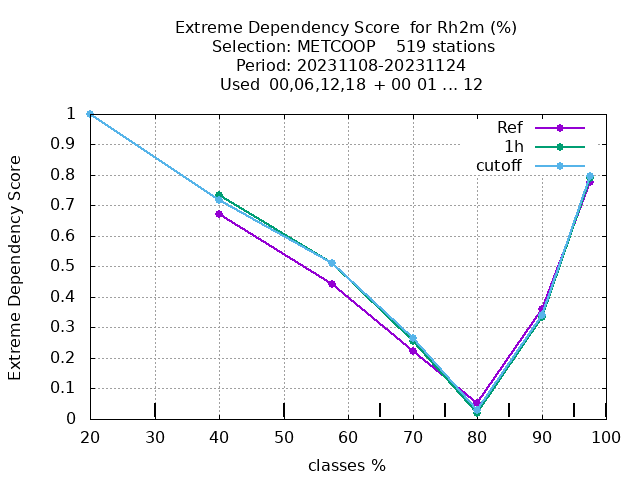 Extreme Dependency Score  for Rh2m (%)
Selection: METCOOP    519 stations
Period: 20231108-20231124
Used  00,06,12,18  + 00 01 ... 12
Ref
1h
cutoff
Extreme Dependency Score
1
0.9
0.8
0.7
0.6
0.5
0.4
0.3
0.2
0.1
0
20 30 40 50 60 70 80 90 100
classes %